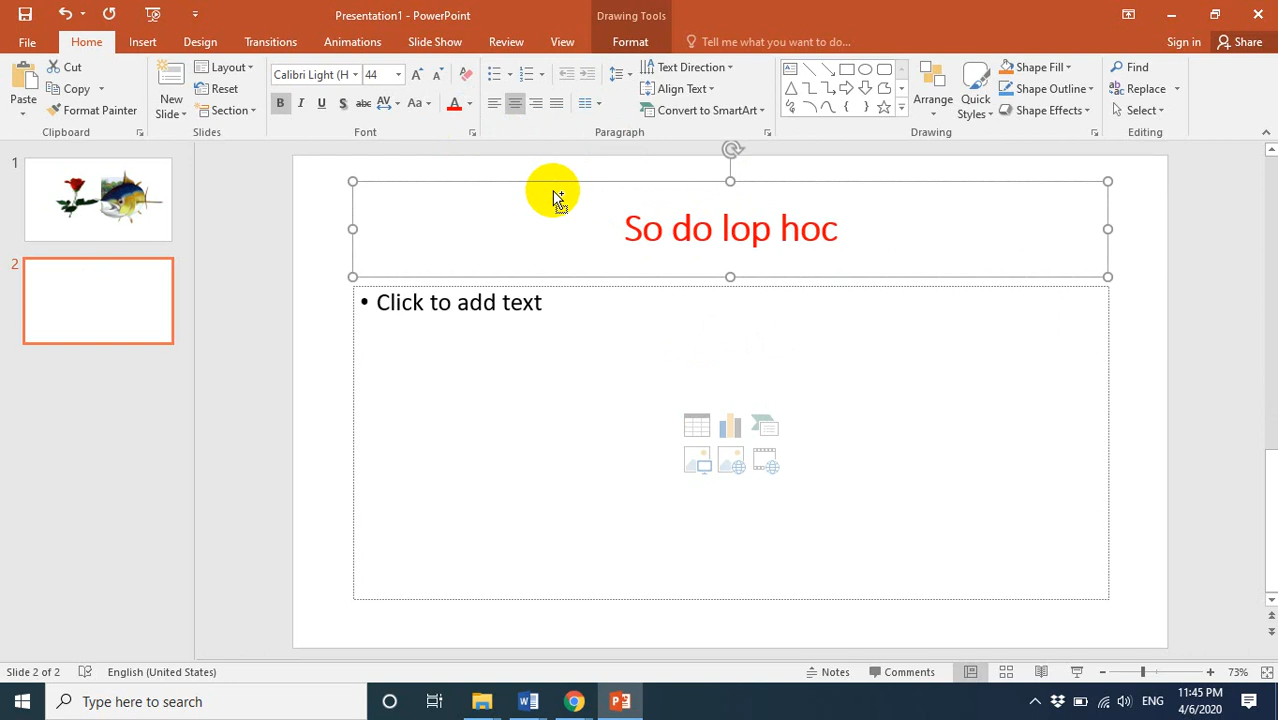 Presentation1 - PowerPoint
Drawing Tools
File
Home
Insert
Design
Transitions
Animations
Slide Show
Review
View
Format
Tell me what you want to do...
Sign in
Share
Paste
Cut
Copy
Format Painter
Clipboard
New Slide
Layout
Reset
Section
Slides
Calibri Light (H
44
B I U S abc AV Aa A
Font
Text Direction
Align Text
Convert to SmartArt
Paragraph
Arrange
Quick Styles
Shape Fill
Shape Outline
Shape Effects
Drawing
Find
Replace
Select
Editing
1
2
So do lop hoc
• Click to add text
Slide 2 of 2
English (United States)
Notes
Comments
73%
Type here to search
ENG
11:45 PM
4/6/2020